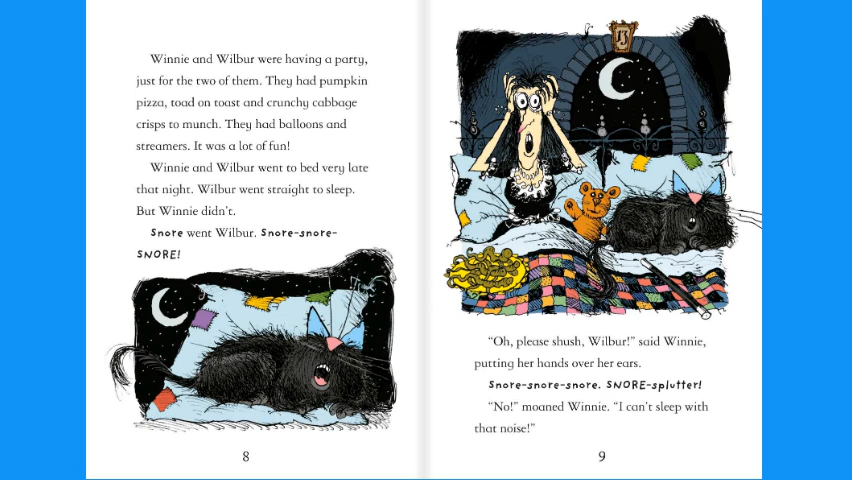 Winnie and Wilbur were having a party,
just for the two of them. They had pumpkin
pizza, toad on toast and crunchy cabbage
crisps to munch. They had balloons and
streamers. It was a lot of fun!
Winnie and Wilbur went to bed very late
that night. Wilbur went straight to sleep.
But Winnie didn't.
Snore went Wilbur. Snore-snore-
SNORE!
8
13
"Oh, please shush, Wilbur!" said Winnie,
putting her hands over her ears.
Snore-snore-snore. SNORE-splutter!
"No!" moaned Winnie. "I can't sleep with
that noise!"
9